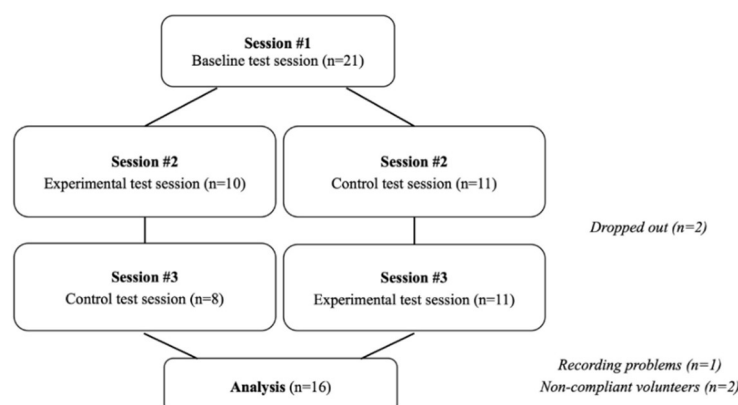 Session #1
Baseline test session (n=21)
Session #2
Experimental test session (n=10)
Session #2
Control test session (n=11)
Dropped out (n=2)
Session #3
Control test session (n=8)
Session #3
Experimental test session (n=11)
Recording problems (n=1)
Non-compliant volunteers (n=2)
Analysis (n=16)